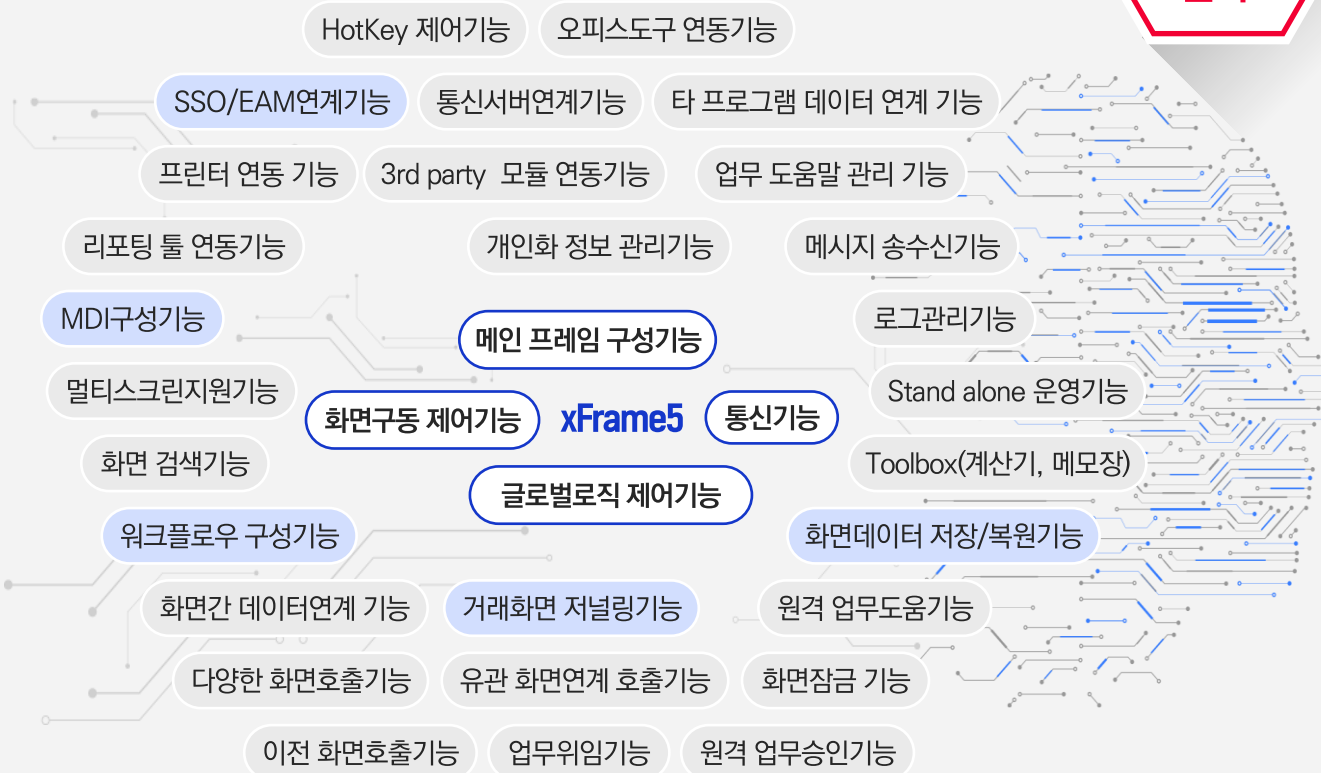 HotKey 제어기능 오피스도구 연동기능
SSO/EAM연계기능 통신서버연계기능 타 프로그램 데이터 연계 기능
프린터 연동 기능 3rd party 모듈 연동기능 업무 도움말 관리 기능
리포팅 툴 연동기능 개인화 정보 관리기능 메시지 송수신기능
MDI구성기능 메인 프레임 구성기능 로그관리기능
멀티스크린지원기능 화면구동 제어기능 xFrame5 통신기능 Stand alone 운영기능
화면 검색기능 글로벌로직 제어기능 Toolbox(계산기, 메모장)
워크플로우 구성기능 화면데이터 저장/복원기능
화면간 데이터연계 기능 거래화면 저널링기능 원격 업무도움기능
다양한 화면호출기능 유관 화면연계 호출기능 화면잠금 기능
이전 화면호출기능 업무위임기능 원격 업무승인기능